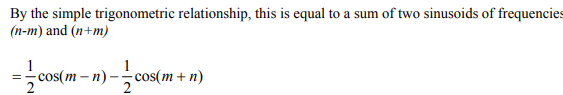 By the simple trigonometric relationship, this is equal to a sum of two sinusoids of frequencies
(n-m) and (n+m)
= 1/2 cos(m − n) − 1/2 cos(m + n)